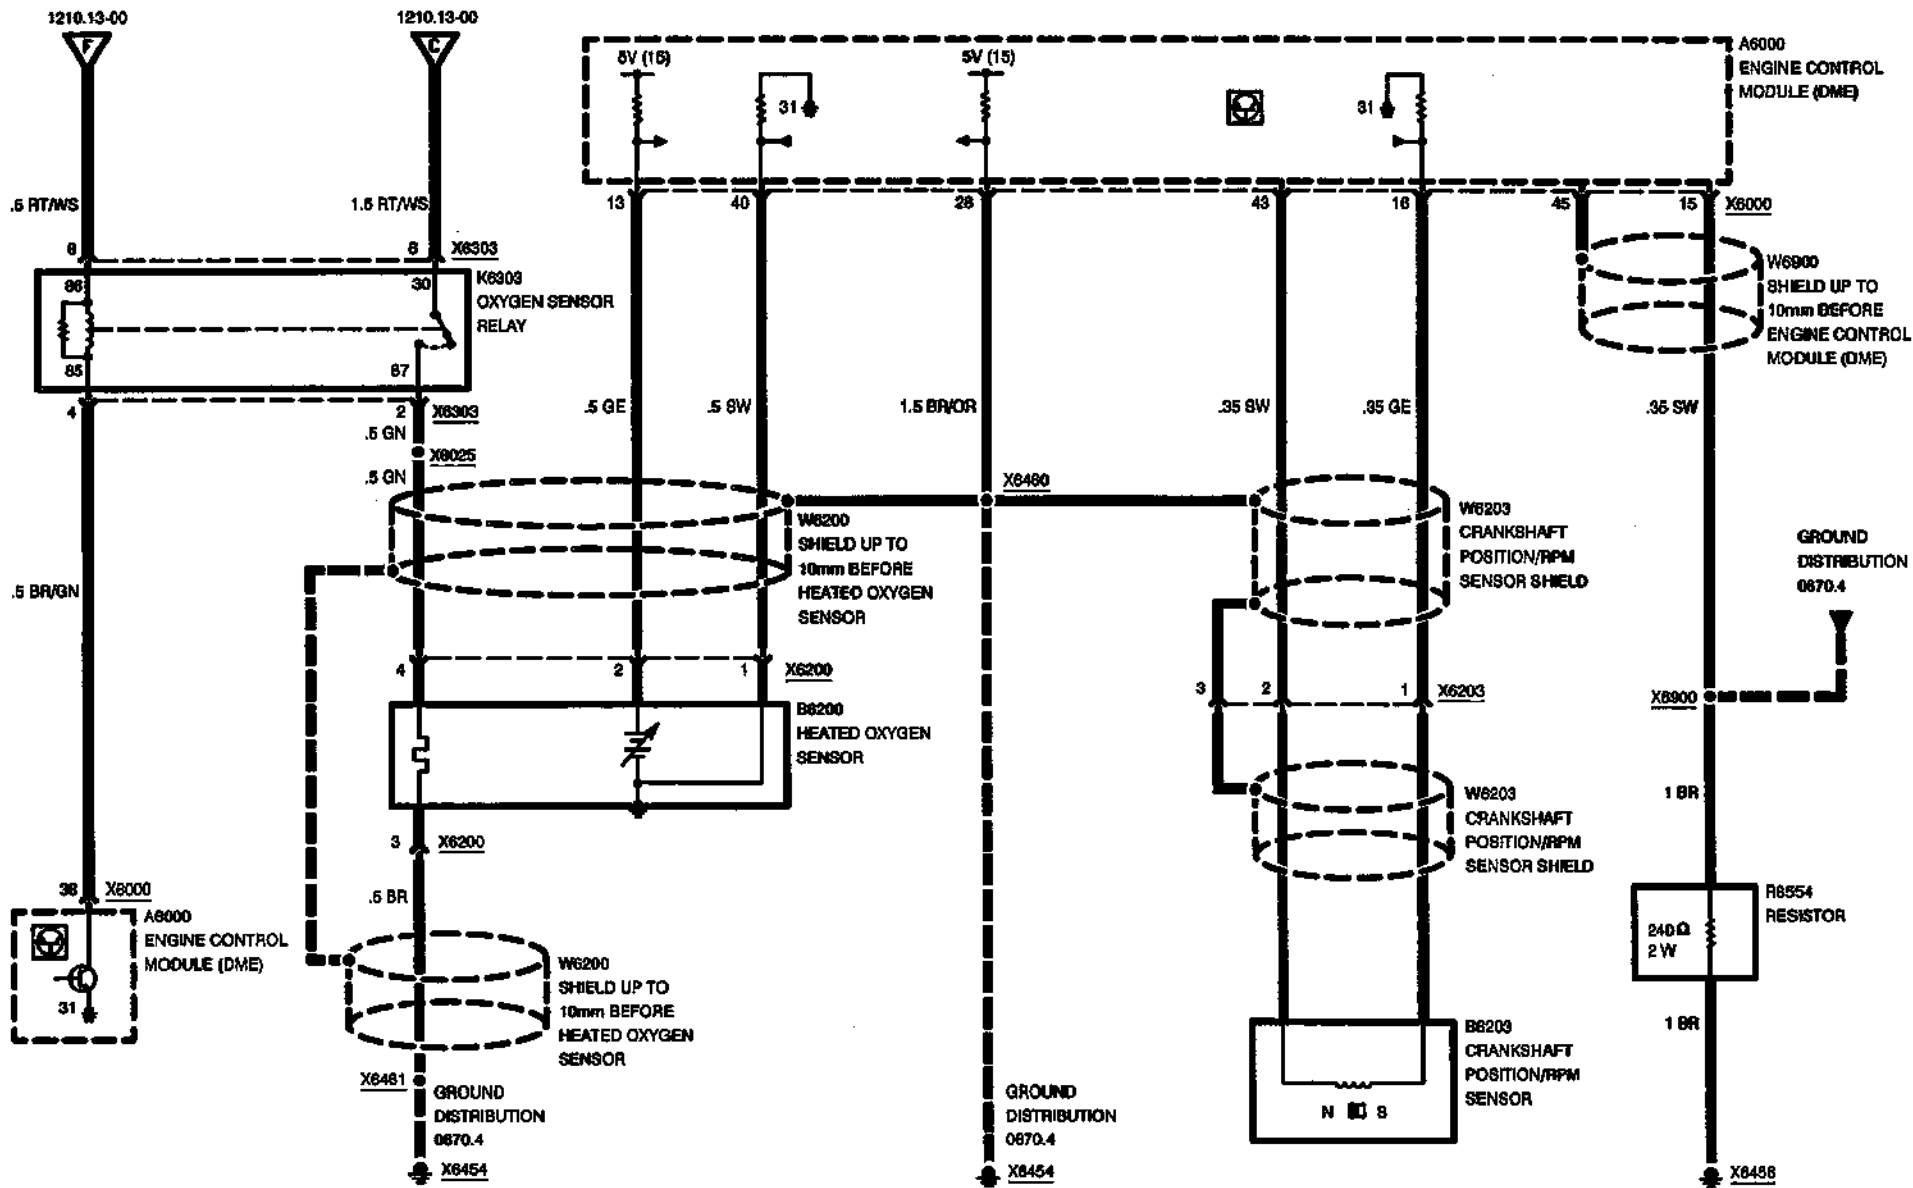 1210.13-00
1210.13-00
F
C
5V (15)
5V (15)
31
31
A6000
ENGINE CONTROL
MODULE (DME)
.5 RT/WS
1.5 RT/WS
13
40
28
43
16
45
15
X6000
8
6
X6303
86
30
K6303
OXYGEN SENSOR
RELAY
W6900
SHIELD UP TO
10mm BEFORE
ENGINE CONTROL
MODULE (DME)
85
87
4
2
X6303
.5 GN
X6025
.5 GN
.5 GE
.5 SW
1.5 BR/OR
.35 SW
.35 GE
.35 SW
X6460
W6200
SHIELD UP TO
10mm BEFORE
HEATED OXYGEN
SENSOR
W6203
CRANKSHAFT
POSITION/RPM
SENSOR SHIELD
GROUND
DISTRIBUTION
0670.4
.5 BR/GN
4
2
1
X6200
3
2
1
X6203
X6900
B6200
HEATED OXYGEN
SENSOR
W6203
CRANKSHAFT
POSITION/RPM
SENSOR SHIELD
1 BR
3
X6200
36
X6000
.5 BR
A6000
ENGINE CONTROL
MODULE (DME)
31
R6554
RESISTOR
240Ω
2 W
W6200
SHIELD UP TO
10mm BEFORE
HEATED OXYGEN
SENSOR
1 BR
B6203
CRANKSHAFT
POSITION/RPM
SENSOR
N
S
X6461
GROUND
DISTRIBUTION
0670.4
X6454
GROUND
DISTRIBUTION
0670.4
X6454
X6456